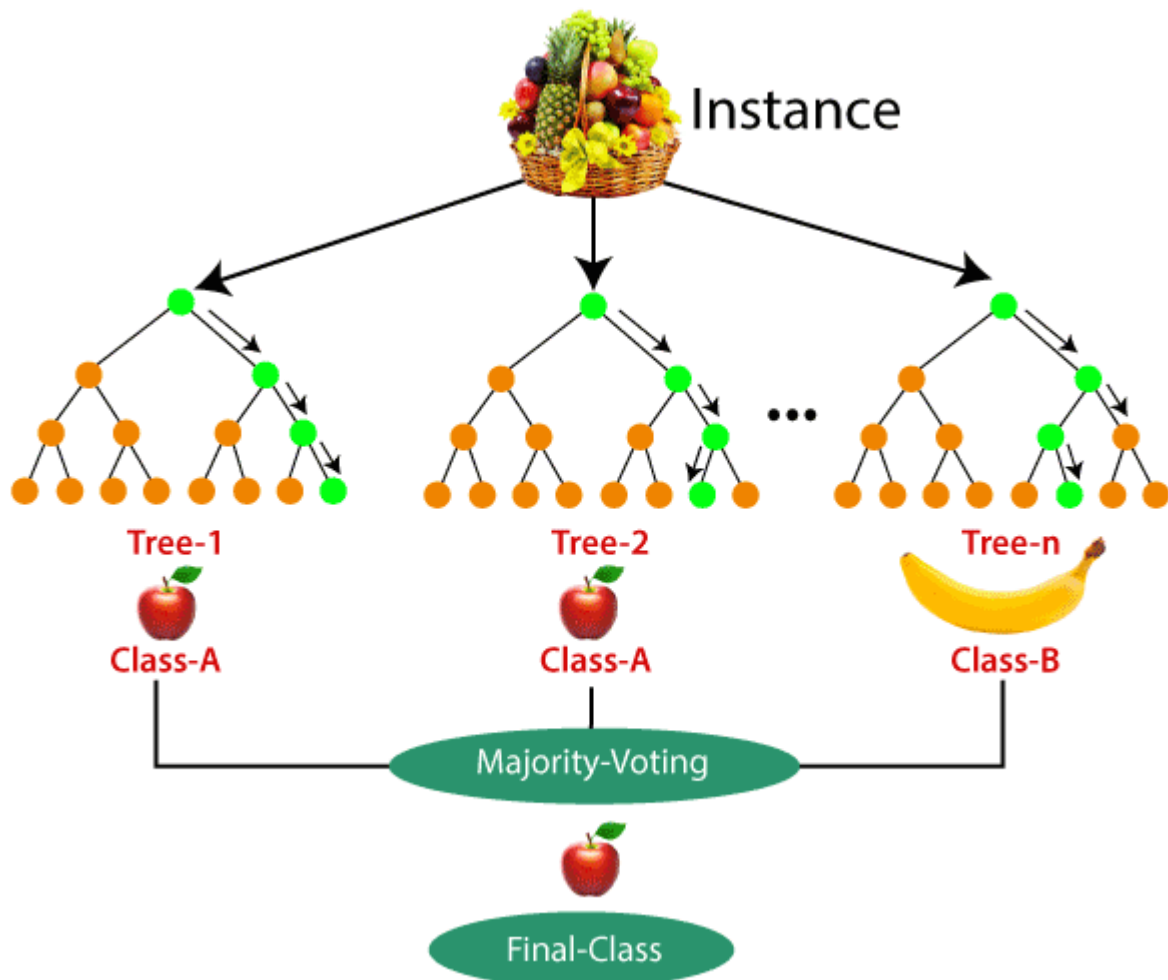 Instance
Tree-1
Tree-2
Tree-n
Class-A
Class-A
Class-B
Majority-Voting
Final-Class